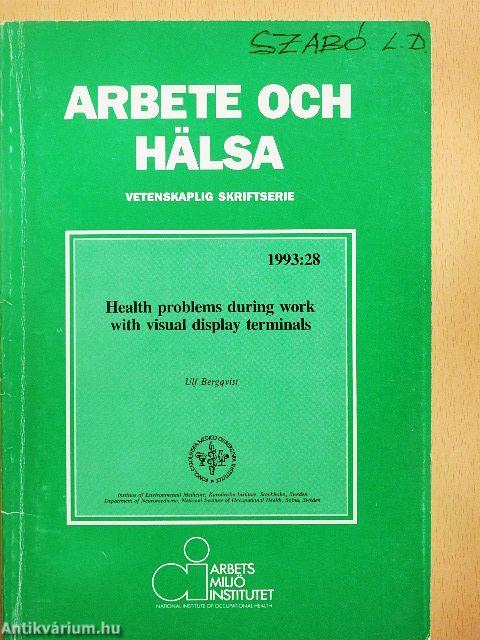 SZABÓ L.D.
ARBETE OCH
HÄLSA
VETENSKAPLIG SKRIFTSERIE
1993:28
Health problems during work
with visual display terminals
Ulf Bergqvist
Institute of Environmental Medicine, Karolinska Institute, Stockholm, Sweden
Department of Neuromedicine, National Institute of Occupational Health, Solna, Sweden
ARBETS
MILJÖ
INSTITUTET
NATIONAL INSTITUTE OF OCCUPATIONAL HEALTH
Antikvárium.hu